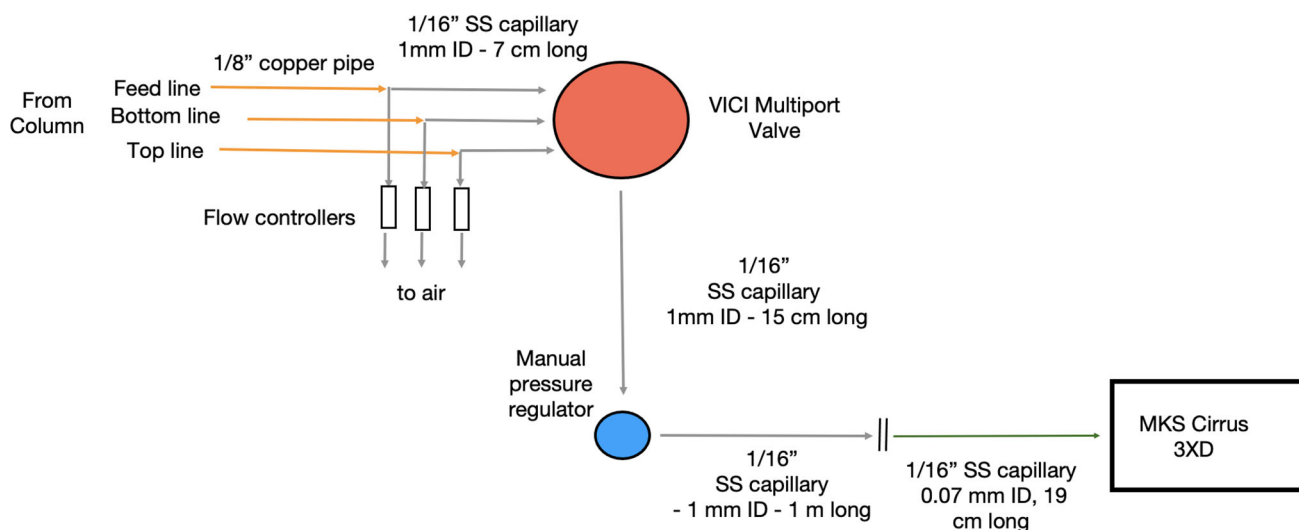 1/16” SS capillary
1mm ID - 7 cm long
1/8” copper pipe
From
Column
Feed line
Bottom line
Top line
VICI Multiport
Valve
Flow controllers
to air
1/16”
SS capillary
1mm ID - 15 cm long
Manual
pressure
regulator
1/16”
SS capillary
- 1 mm ID - 1 m long
1/16” SS capillary
0.07 mm ID, 19
cm long
MKS Cirrus
3XD